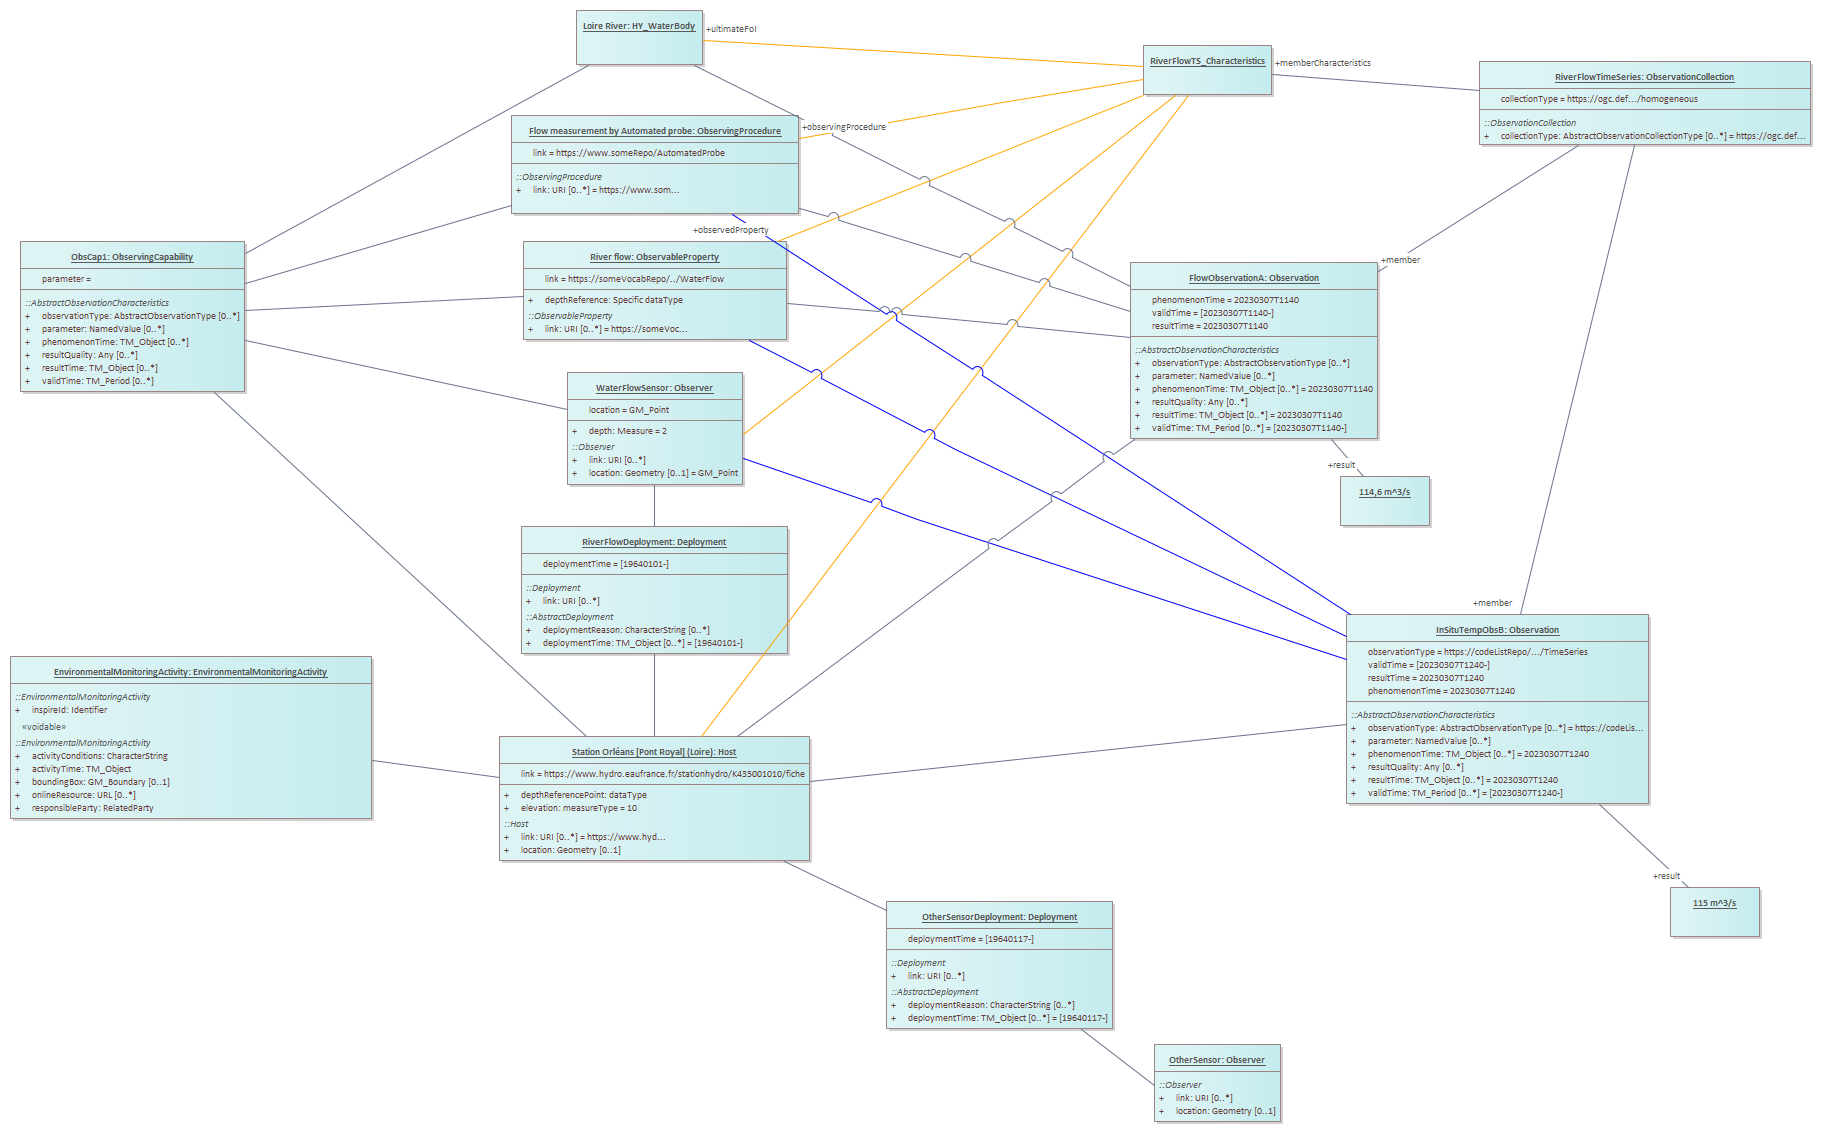 Loire River: HY_WaterBody
+ultimateFoI
RiverFlowTS_Characteristics
+memberCharacteristics
RiverFlowTimeSeries: ObservationCollection
collectionType = https://ogc.def.../homogeneous
::ObservationCollection
+ collectionType: AbstractObservationCollectionType [0..*] = https://ogc.def...
Flow measurement by Automated probe: ObservingProcedure
link = https://www.someRepo/AutomatedProbe
::ObservingProcedure
+ link: URI [0..*] = https://www.som...
+observingProcedure
+observedProperty
ObsCap1: ObservingCapability
parameter =
::AbstractObservationCharacteristics
+ observationType: AbstractObservationType [0..*]
+ parameter: NamedValue [0..*]
+ phenomenonTime: TM_Object [0..*]
+ resultQuality: Any [0..*]
+ resultTime: TM_Object [0..*]
+ validTime: TM_Period [0..*]
River flow: ObservableProperty
link = https://someVocabRepo/../WaterFlow
+ depthReference: Specific dataType
::ObservableProperty
+ link: URI [0..*] = https://someVoc...
+member
FlowObservationA: Observation
phenomenonTime = 20230307T1140
validTime = [20230307T1140-]
resultTime = 20230307T1140
::AbstractObservationCharacteristics
+ observationType: AbstractObservationType [0..*]
+ parameter: NamedValue [0..*]
+ phenomenonTime: TM_Object [0..*] = 20230307T1140
+ resultQuality: Any [0..*]
+ resultTime: TM_Object [0..*] = 20230307T1140
+ validTime: TM_Period [0..*] = [20230307T1140-]
+result
114,6 m^3/s
WaterFlowSensor: Observer
location = GM_Point
+ depth: Measure = 2
::Observer
+ link: URI [0..*]
+ location: Geometry [0..1] = GM_Point
RiverFlowDeployment: Deployment
deploymentTime = [19640101-]
::Deployment
+ link: URI [0..*]
::AbstractDeployment
+ deploymentReason: CharacterString [0..*]
+ deploymentTime: TM_Object [0..*] = [19640101-]
+member
InSituTempObsB: Observation
observationType = https://codeListRepo/.../TimeSeries
validTime = [20230307T1240-]
resultTime = 20230307T1240
phenomenonTime = 20230307T1240
::AbstractObservationCharacteristics
+ observationType: AbstractObservationType [0..*] = https://codeLis...
+ parameter: NamedValue [0..*]
+ phenomenonTime: TM_Object [0..*] = 20230307T1240
+ resultQuality: Any [0..*]
+ resultTime: TM_Object [0..*] = 20230307T1240
+ validTime: TM_Period [0..*] = [20230307T1240-]
+result
115 m^3/s
EnvironmentalMonitoringActivity: EnvironmentalMonitoringActivity
::EnvironmentalMonitoringActivity
+ inspireId: Identifier
«voidable»
::EnvironmentalMonitoringActivity
+ activityConditions: CharacterString
+ activityTime: TM_Object
+ boundingBox: GM_Boundary [0..1]
+ onlineResource: URL [0..*]
+ responsibleParty: RelatedParty
Station Orléans [Pont Royal] (Loire): Host
link = https://www.hydro.eaufrance.fr/stationhydro/K435001010/fiche
+ depthReferencePoint: dataType
+ elevation: measureType = 10
::Host
+ link: URI [0..*] = https://www.hyd...
+ location: Geometry [0..1]
OtherSensorDeployment: Deployment
deploymentTime = [19640117-]
::Deployment
+ link: URI [0..*]
::AbstractDeployment
+ deploymentReason: CharacterString [0..*]
+ deploymentTime: TM_Object [0..*] = [19640117-]
OtherSensor: Observer
::Observer
+ link: URI [0..*]
+ location: Geometry [0..1]